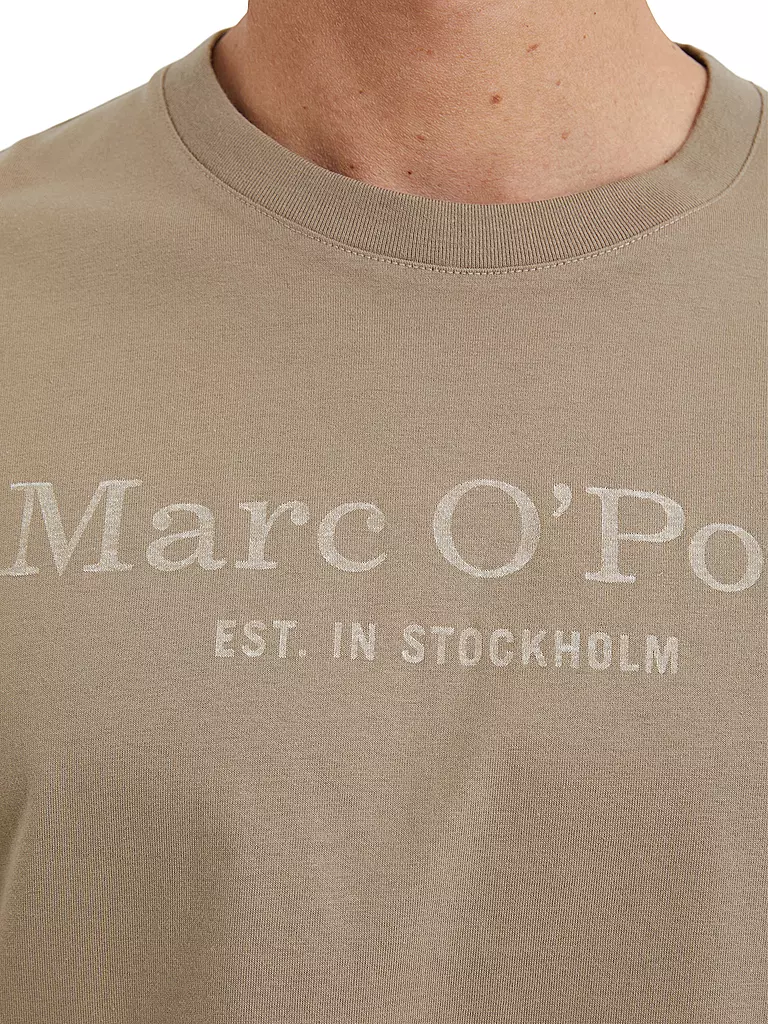 Marc O’Po
EST. IN STOCKHOLM